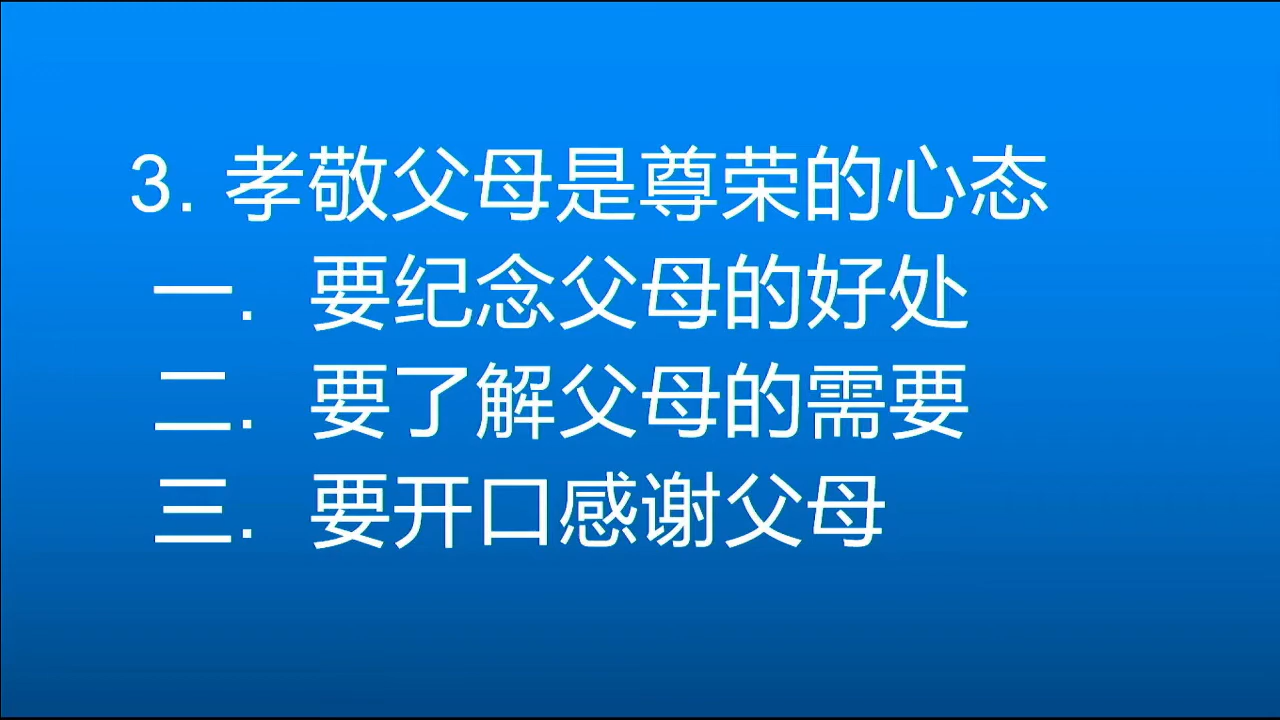 3. 孝敬父母是尊荣的心态
一. 要纪念父母的好处
二. 要了解父母的需要
三. 要开口感谢父母